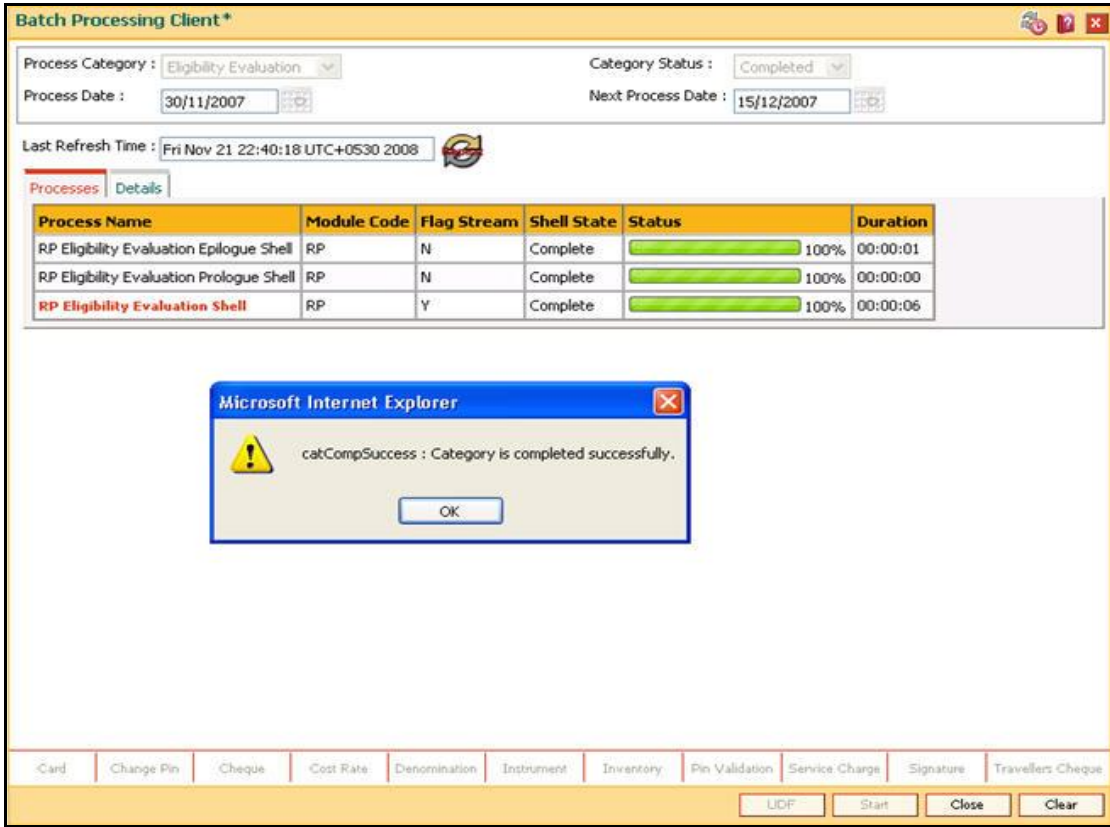 Batch Processing Client*
Process Category : Eligibility Evaluation Category Status : Completed
Process Date : 30/11/2007 Next Process Date : 15/12/2007
Last Refresh Time : Fri Nov 21 22:40:18 UTC+0530 2008
Processes Details
Process Name Module Code Flag Stream Shell State Status Duration
RP Eligibility Evaluation Epilogue Shell RP N Complete 100% 00:00:01
RP Eligibility Evaluation Prologue Shell RP N Complete 100% 00:00:00
RP Eligibility Evaluation Shell RP Y Complete 100% 00:00:06
Microsoft Internet Explorer
catCompSuccess : Category is completed successfully.
OK
Card Change Pin Cheque Cost Rate Denomination Instrument Inventory Pin Validation Service Charge Signature Travellers Cheque
UDF Start Close Clear